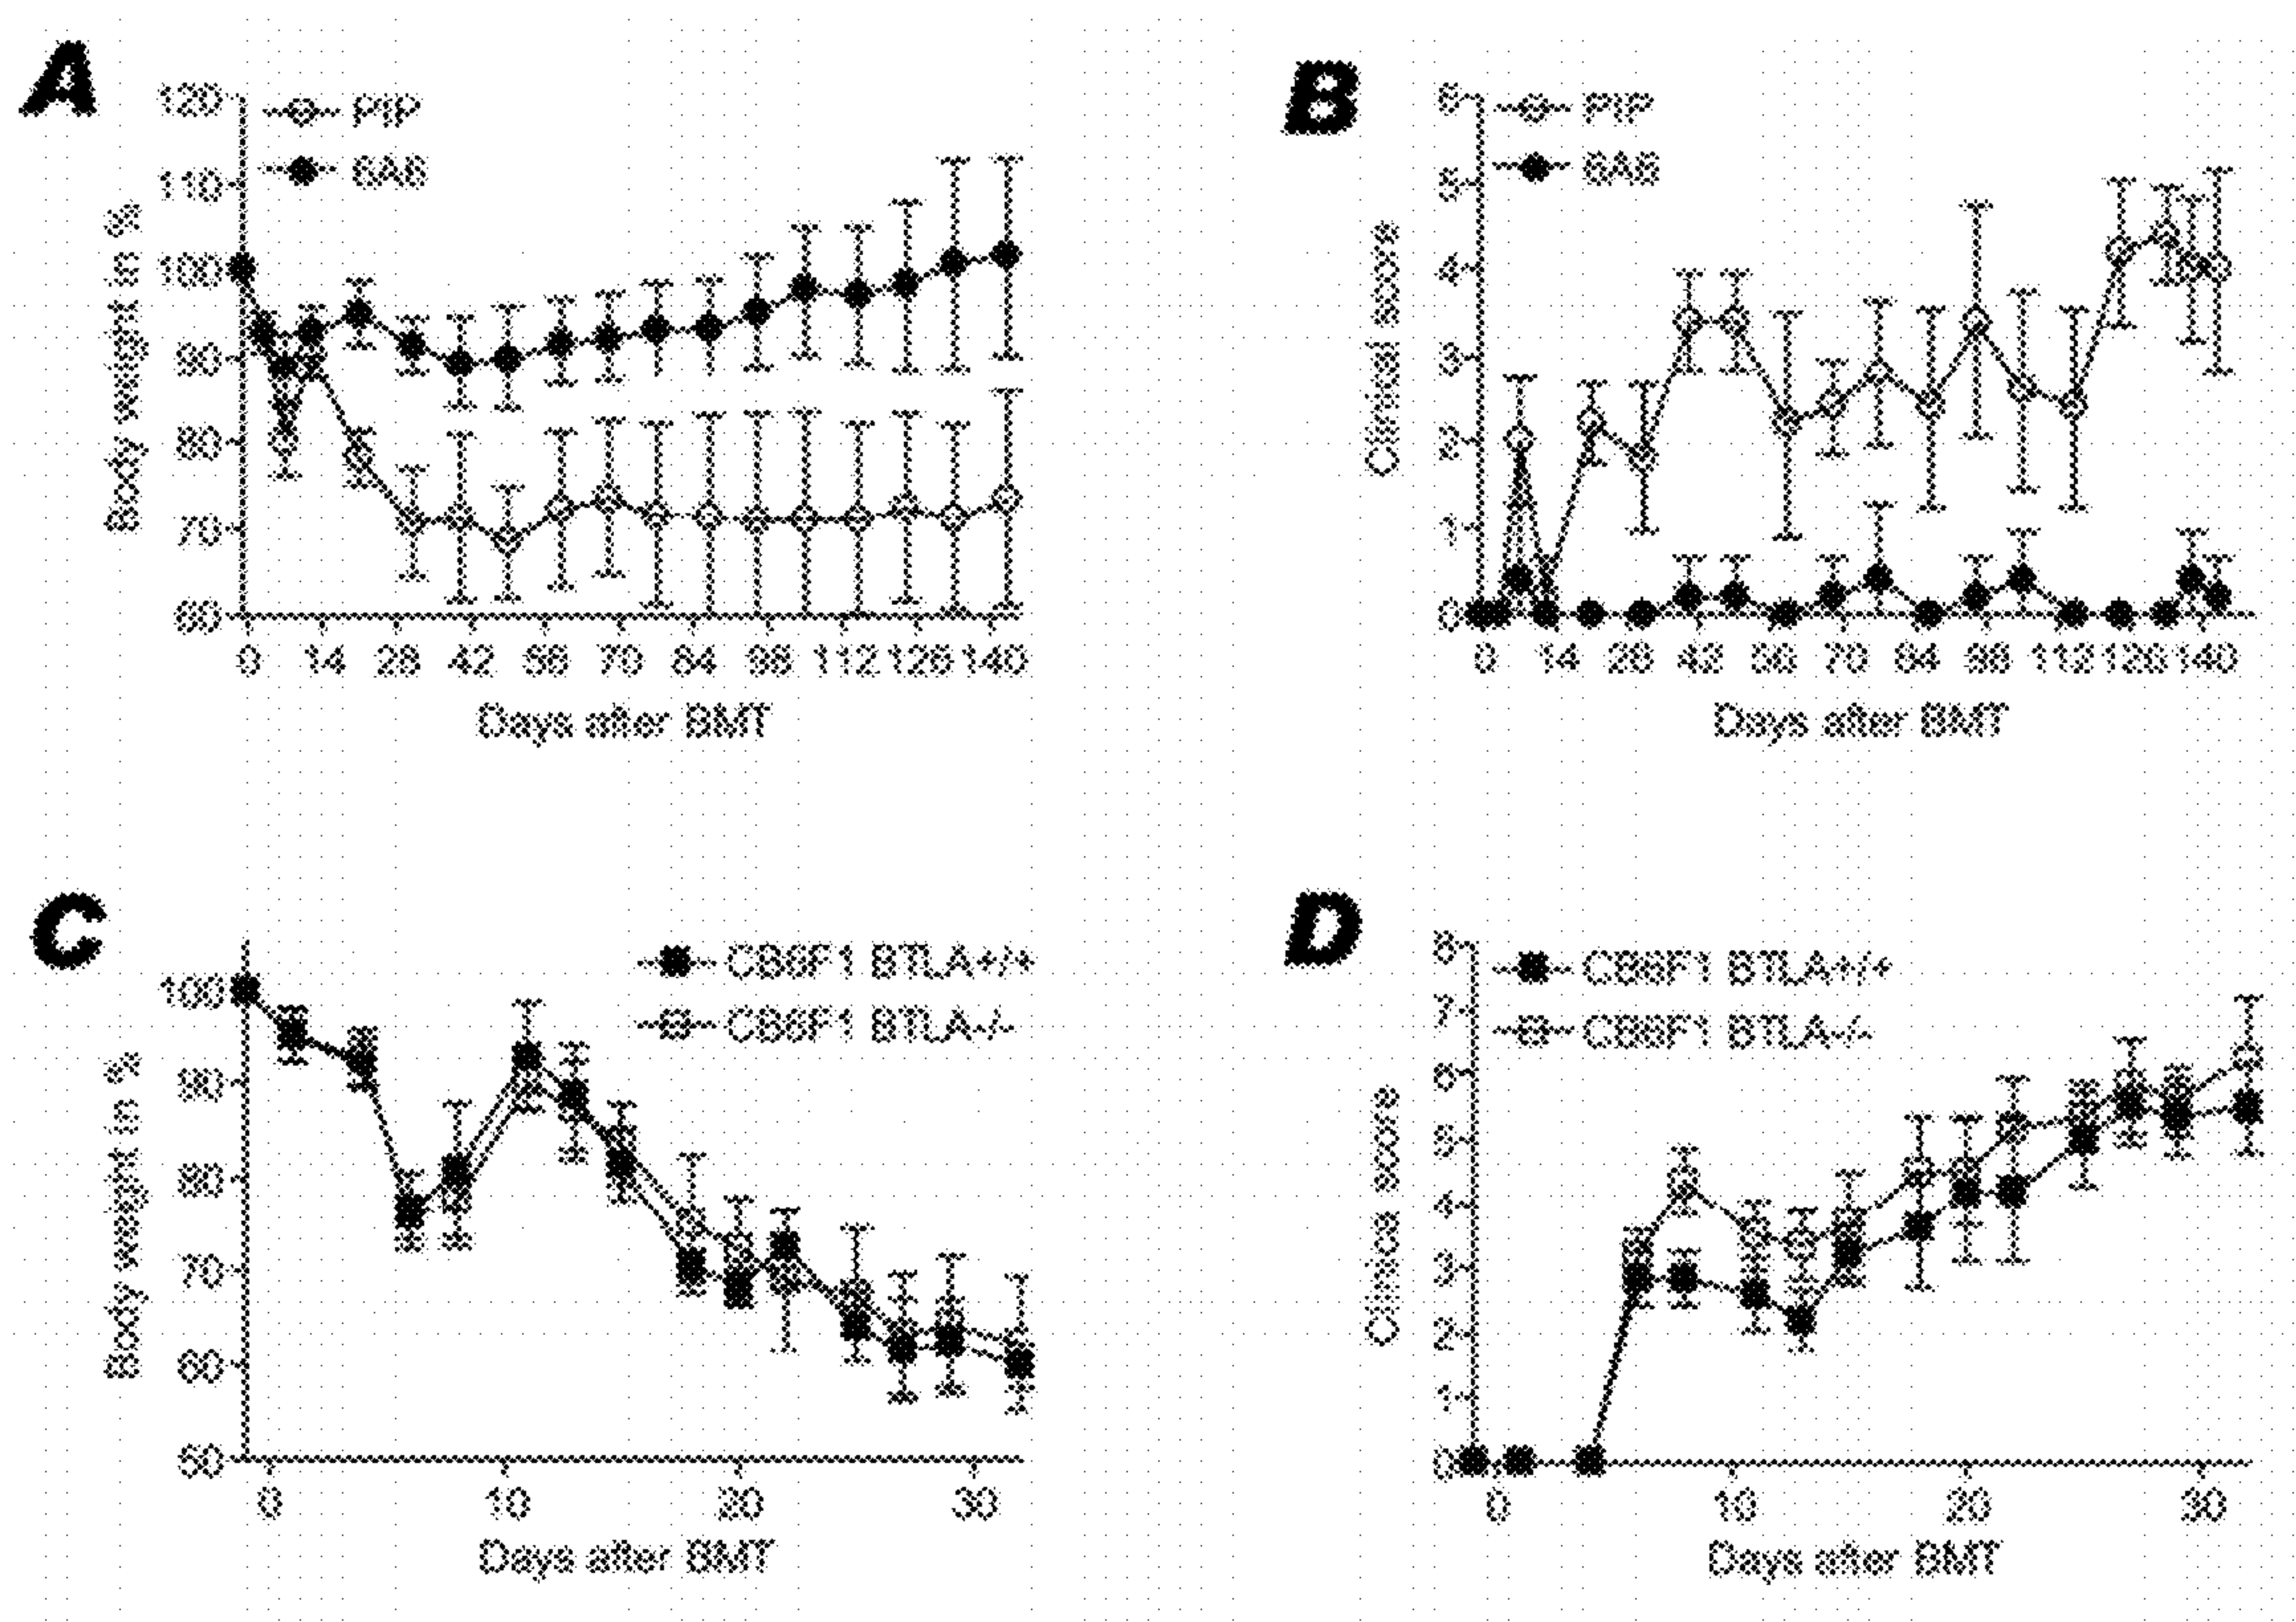 A
120
110
100
90
80
70
60
Body weight in %
PIP
6A6
0 14 28 42 56 70 84 98 112 126 140
Days after BMT
B
6
5
4
3
2
1
0
Clinical score
PIP
6A6
0 14 28 42 56 70 84 98 112 126 140
Days after BMT
C
100
90
80
70
60
50
Body weight in %
CB6F1 BTLA+/+
CB6F1 BTLA-/-
0 10 20 30
Days after BMT
D
8
7
6
5
4
3
2
1
0
Clinical score
CB6F1 BTLA+/+
CB6F1 BTLA-/-
0 10 20 30
Days after BMT